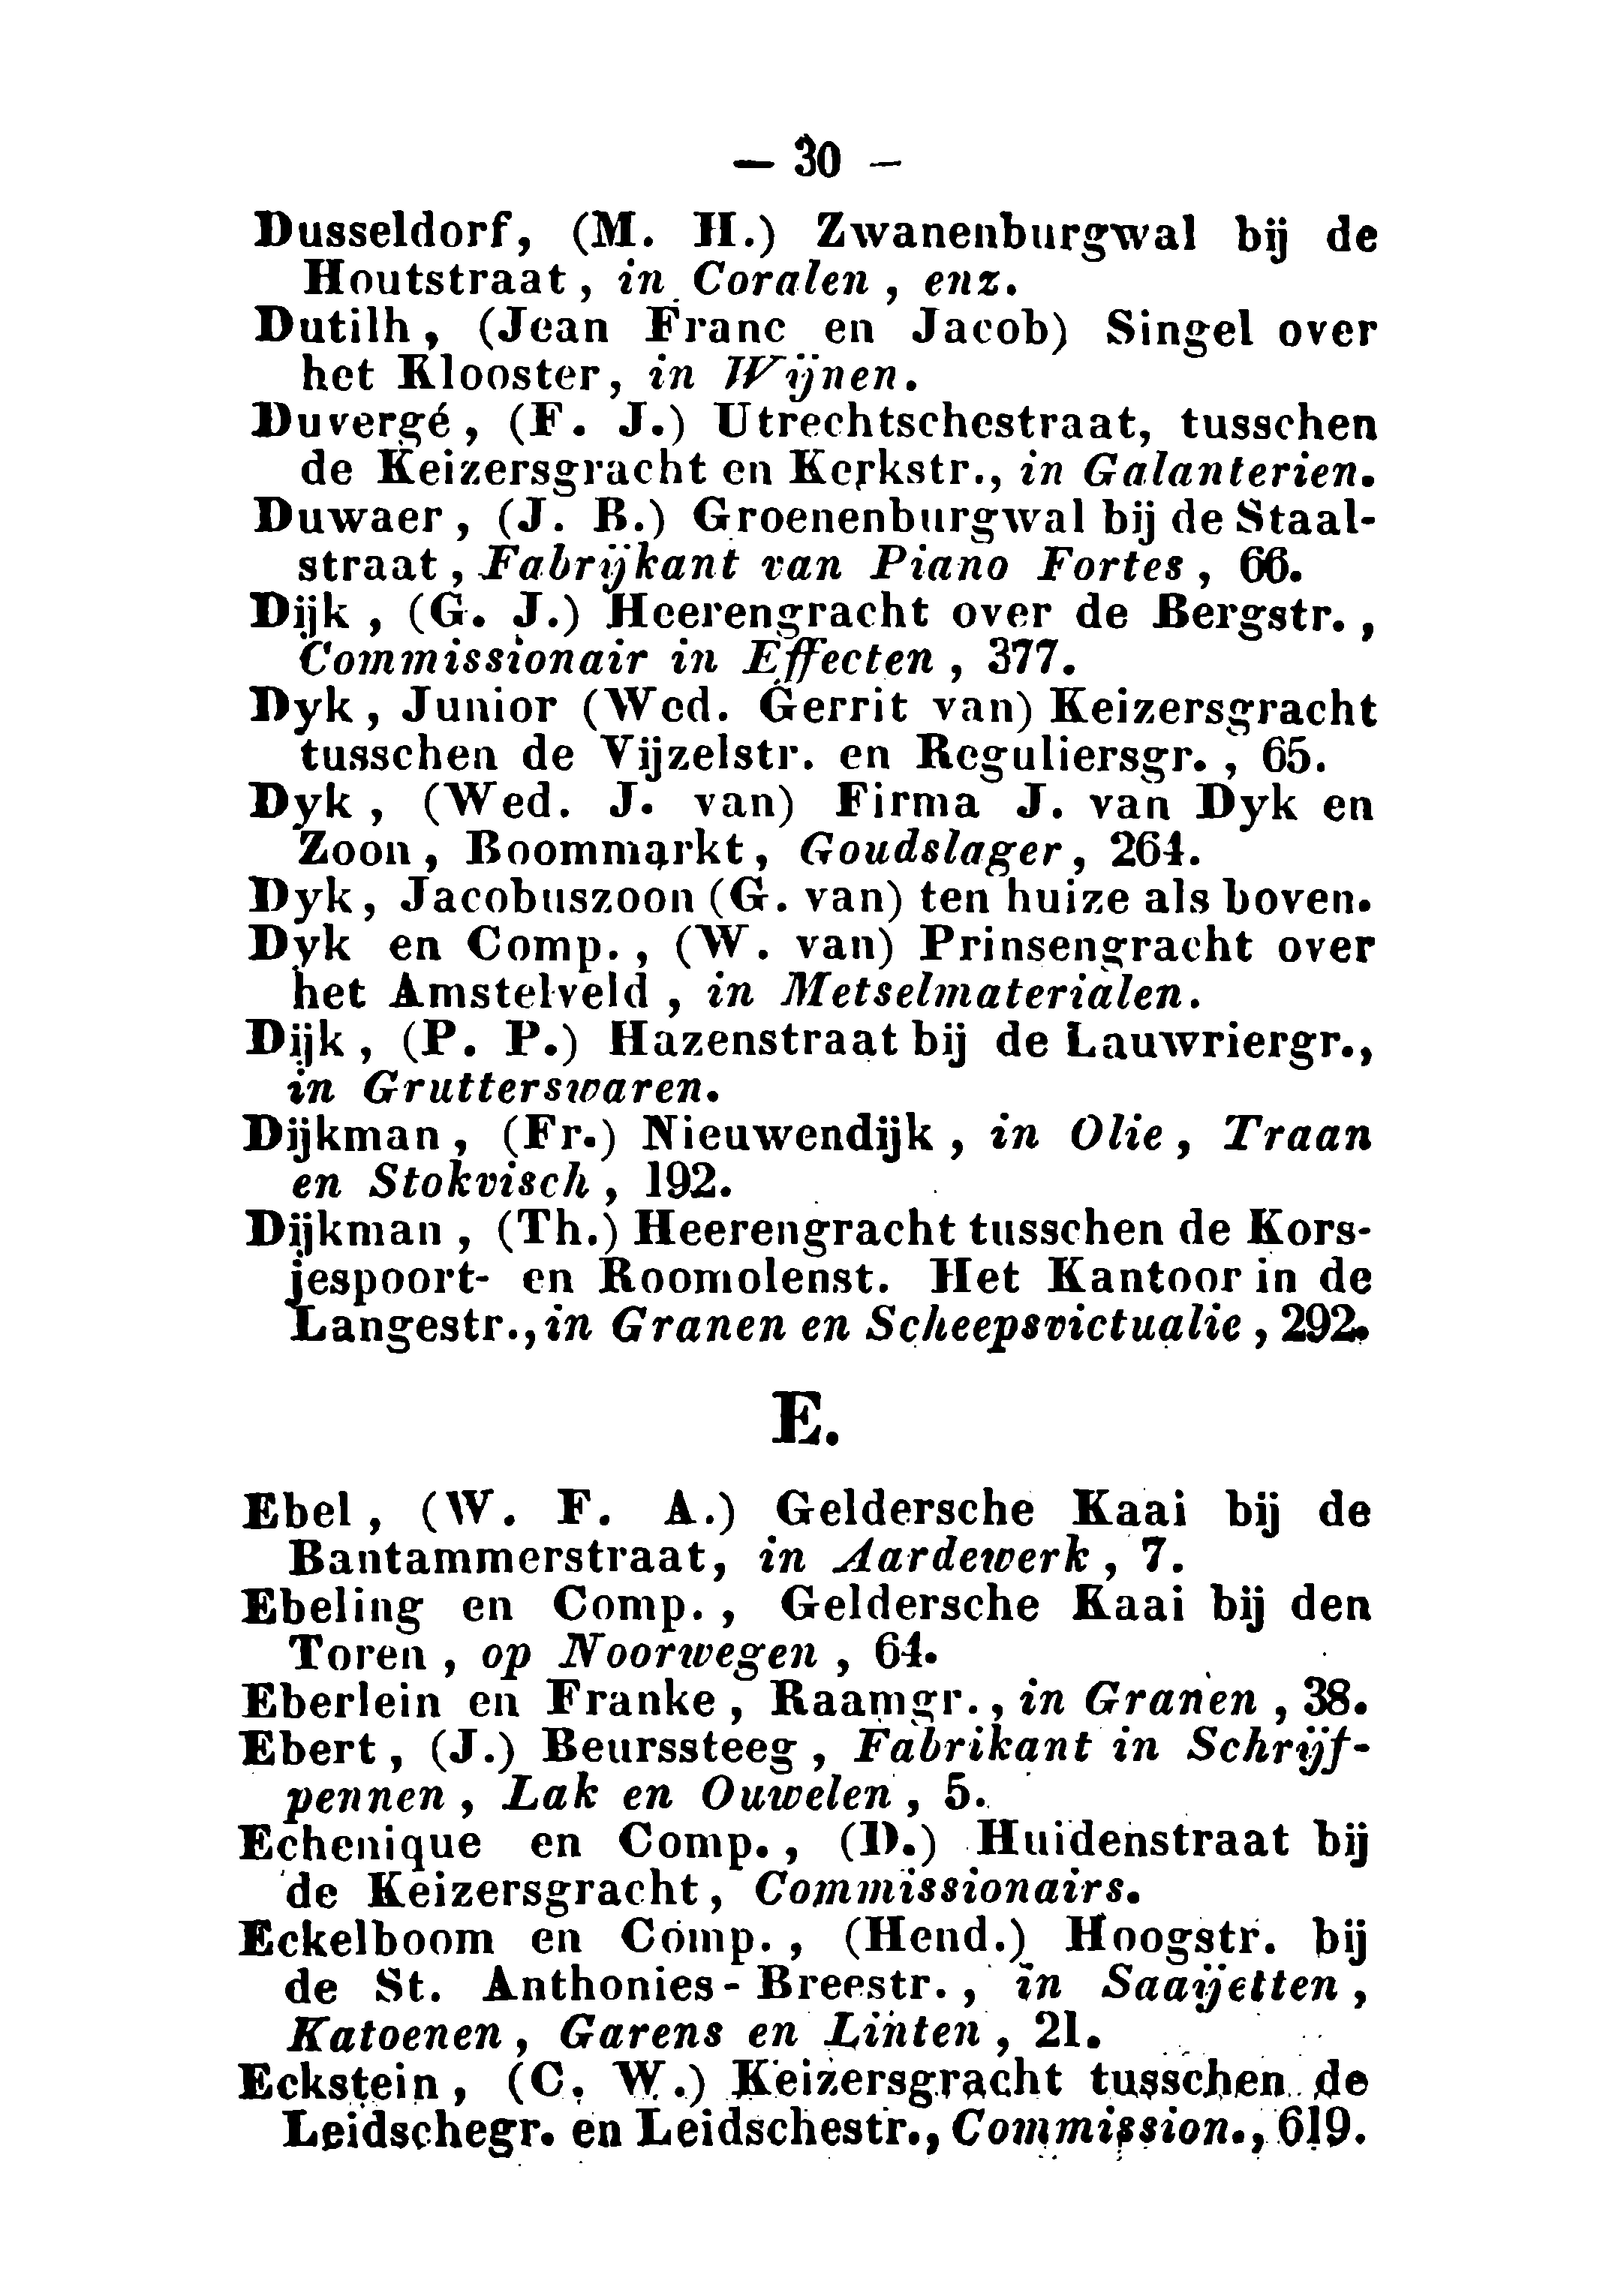 — 30 –
Dusseldorf, (M. H.) Zwanenburgwal bij de
Houtstraat, in Coralen, enz.
Dutilh, (Jean Franc en Jacob) Singel over
het Klooster, in Wijnen.
Duvergé, (F. J.) Utrechtschestraat, tusschen
de Keizersgracht en Kerkstr., in Galanterien.
Duwaer, (J. B.) Groenenburgwal bij de Staal-
straat, Fabrijkant van Piano Fortes, 66.
Dijk, (G. J.) Heerengracht over de Bergstr.,
Commissionair in Effecten, 377.
Dyk, Junior (Wed. Gerrit van) Keizersgracht
tusschen de Vijzelstr. en Reguliersgr., 65.
Dyk, (Wed. J. van) Firma J. van Dyk en
Zoon, Boommarkt, Goudslager, 264.
Dyk, Jacobuszoon (G. van) ten huize als boven.
Dyk en Comp., (W. van) Prinsengracht over
het Amstelveld, in Metselmaterialen.
Dijk, (P. P.) Hazenstraat bij de Lauwriergr.,
in Grutterswaren.
Dijkman, (Fr.) Nieuwendijk, in Olie, Traan
en Stokvisch, 192.
Dijkman, (Th.) Heerengracht tusschen de Kors-
jespoort- en Roomolenst. Het Kantoor in de
Langestr., in Granen en Scheepsvictualie, 292.
E.
Ebel, (W. F. A.) Geldersche Kaai bij de
Bantammerstraat, in Aardewerk, 7.
Ebeling en Comp., Geldersche Kaai bij den
Toren, op Noorwegen, 64.
Eberlein en Franke, Raamgr., in Granen, 38.
Ebert, (J.) Beurssteeg, Fabrikant in Schrijf-
pennen, Lak en Ouwelen, 5.
Echenique en Comp., (D.) Huidenstraat bij
de Keizersgracht, Commissionairs.
Eckelboom en Comp., (Hend.) Hoogstr. bij
de St. Anthonies-Breestr., in Saaijetten,
Katoenen, Garens en Linten, 21.
Eckstein, (C. W.) Keizersgracht tusschen de
Leidschegr. en Leidschestr., Commission., 619.